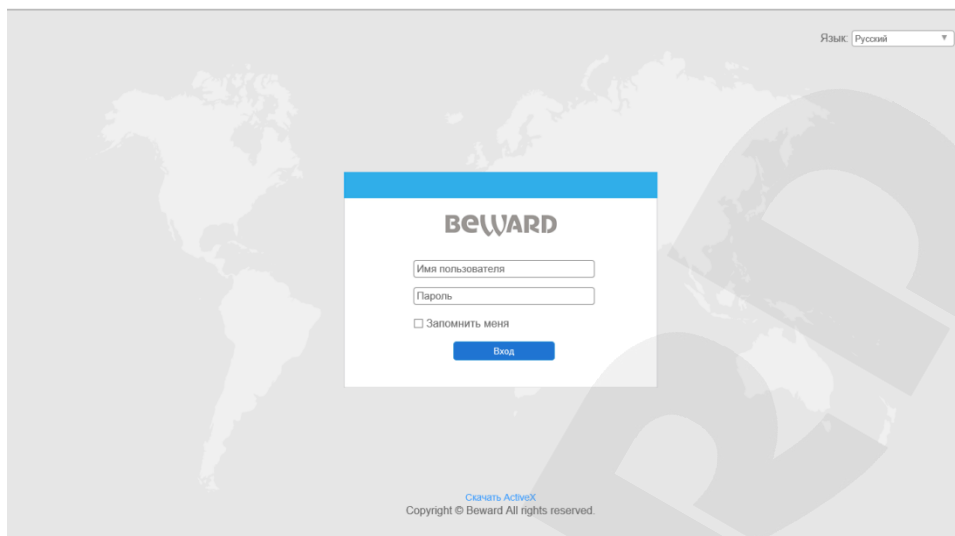 Язык: Русский
BEWARD
Имя пользователя
Пароль
Запомнить меня
Вход
Скачать ActiveX
Copyright © Beward All rights reserved.